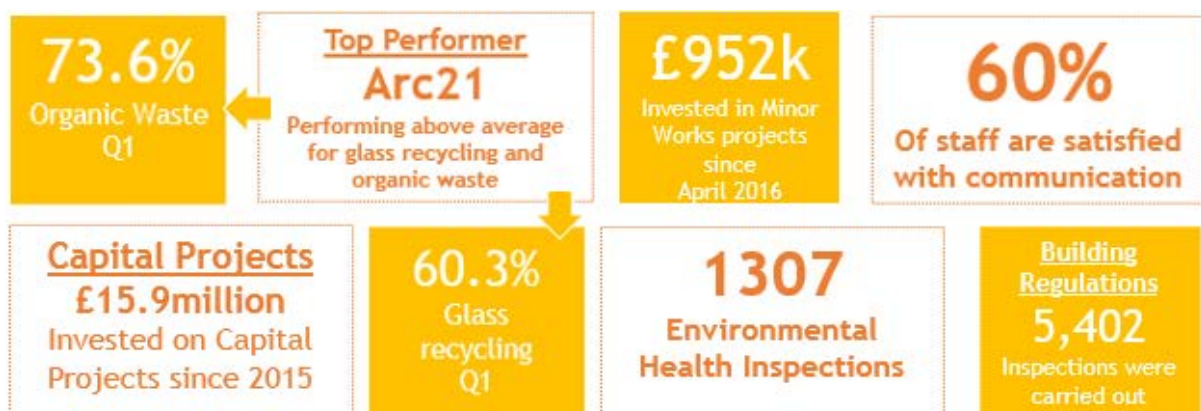 73.6%
Organic Waste
Q1
Top Performer
Arc21
Performing above average
for glass recycling and
organic waste
£952k
Invested in Minor
Works projects
since
April 2016
60%
Of staff are satisfied
with communication
Capital Projects
£15.9million
Invested on Capital
Projects since 2015
60.3%
Glass
recycling
Q1
1307
Environmental
Health Inspections
Building
Regulations
5,402
Inspections were
carried out